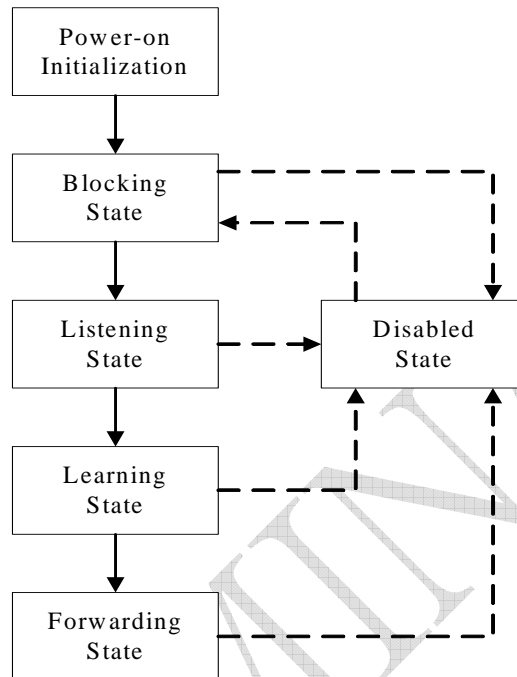 Power-on
Initialization
Blocking
State
Listening
State
Disabled
State
Learning
State
Forwarding
State